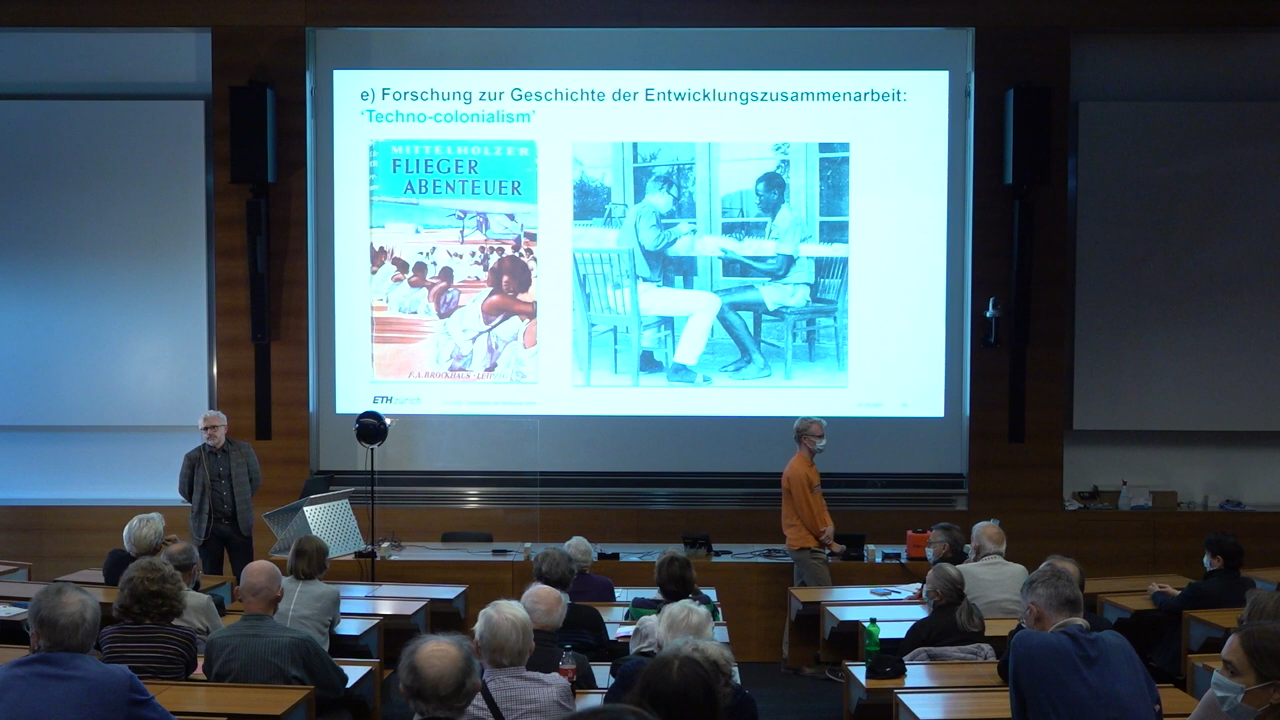 e) Forschung zur Geschichte der Entwicklungszusammenarbeit:
‘Techno-colonialism’
MITTELHOLZER
FLIEGER
ABENTEUER
F. A. BROCKHAUS · LEIPZIG
ETH zürich